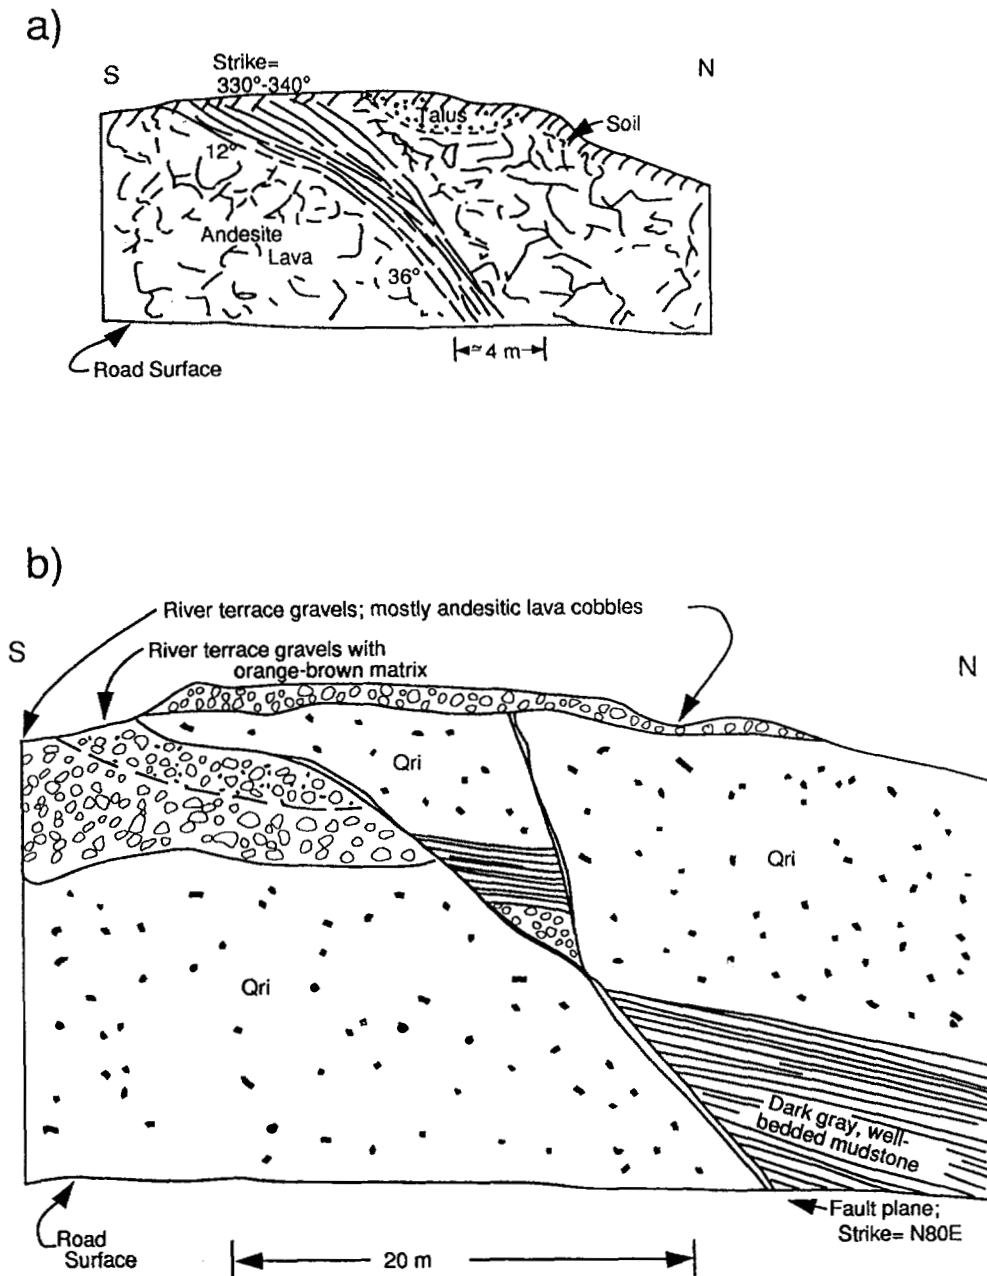 a)
S
N
Strike=
330°-340°
Talus
Soil
12°
Andesite
Lava
36°
≃ 4 m
Road Surface
b)
River terrace gravels; mostly andesitic lava cobbles
S
River terrace gravels with
orange-brown matrix
N
Qri
Qri
Qri
Dark gray, well-
bedded mudstone
Fault plane;
Strike= N80E
Road
Surface
20 m